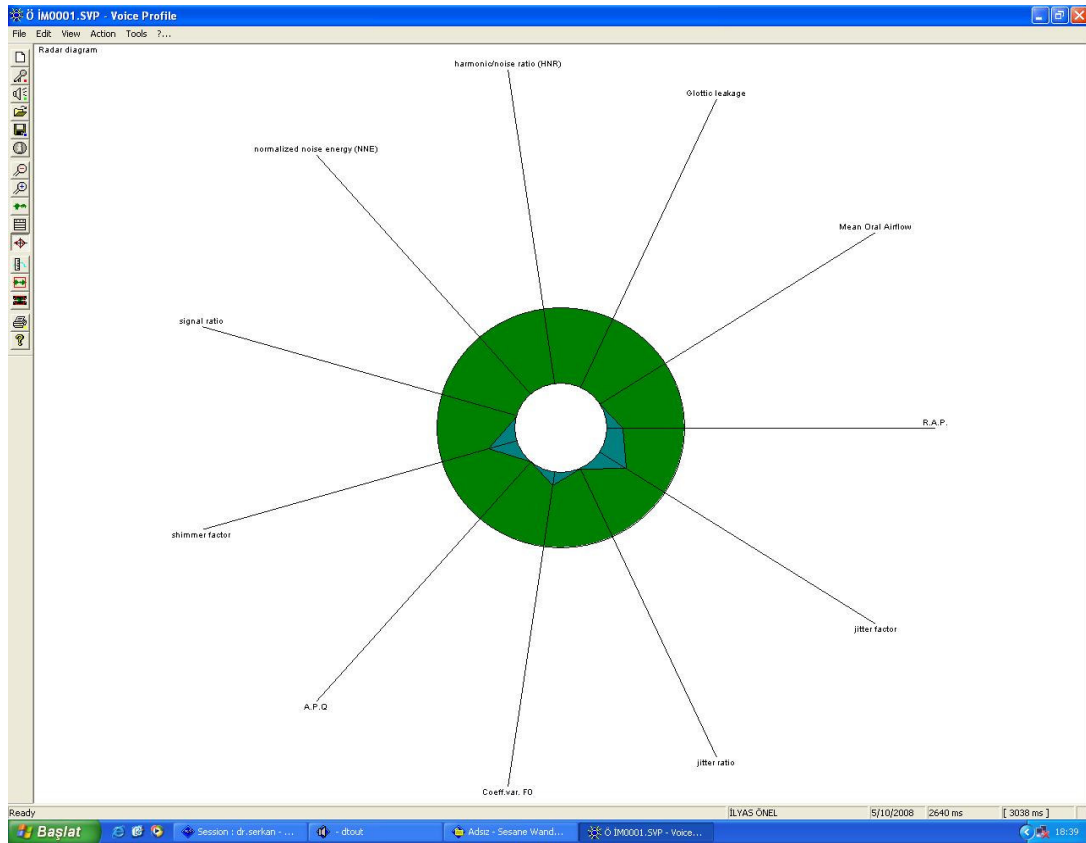 Ö İM0001.SVP - Voice Profile
File Edit View Action Tools ?...
Radar diagram
harmonic/noise ratio (HNR)
Glottic leakage
normalized noise energy (NNE)
Mean Oral Airflow
signal ratio
R.A.P.
shimmer factor
jitter factor
A.P.Q
jitter ratio
Coeff.var. F0
Ready İLYAS ÖNEL 5/10/2008 2640 ms [ 3038 ms ]
Başlat Session : dr.serkan - ... - dtout Adsız - Sesane Wand... Ö İM0001.SVP - Voice... 18:39